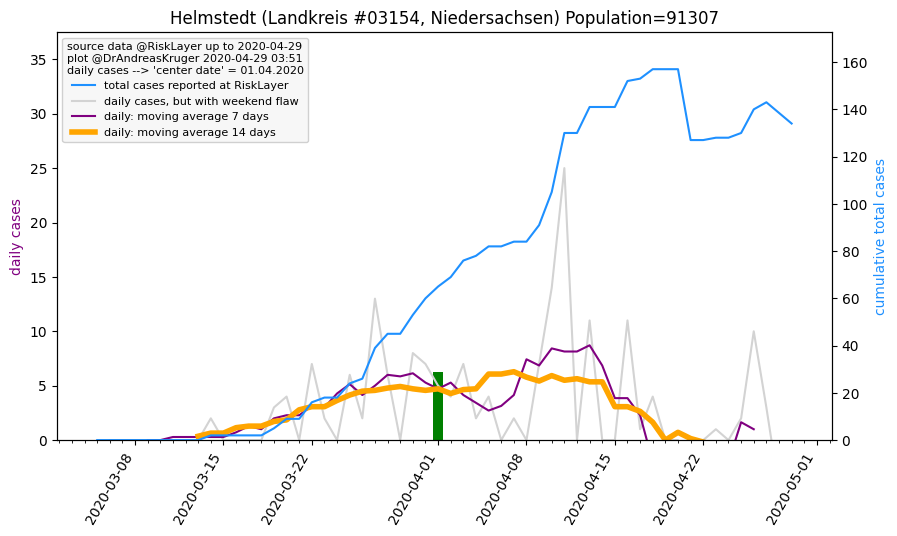 Helmstedt (Landkreis #03154, Niedersachsen) Population=91307
source data @RiskLayer up to 2020-04-29
plot @DrAndreasKruger 2020-04-29 03:51
daily cases --> 'center date' = 01.04.2020
total cases reported at RiskLayer
daily cases, but with weekend flaw
daily: moving average 7 days
daily: moving average 14 days
daily cases
35
30
25
20
15
10
5
0
160
140
120
100
80
60
40
20
0
cumulative total cases
2020-03-08
2020-03-15
2020-03-22
2020-04-01
2020-04-08
2020-04-15
2020-04-22
2020-05-01